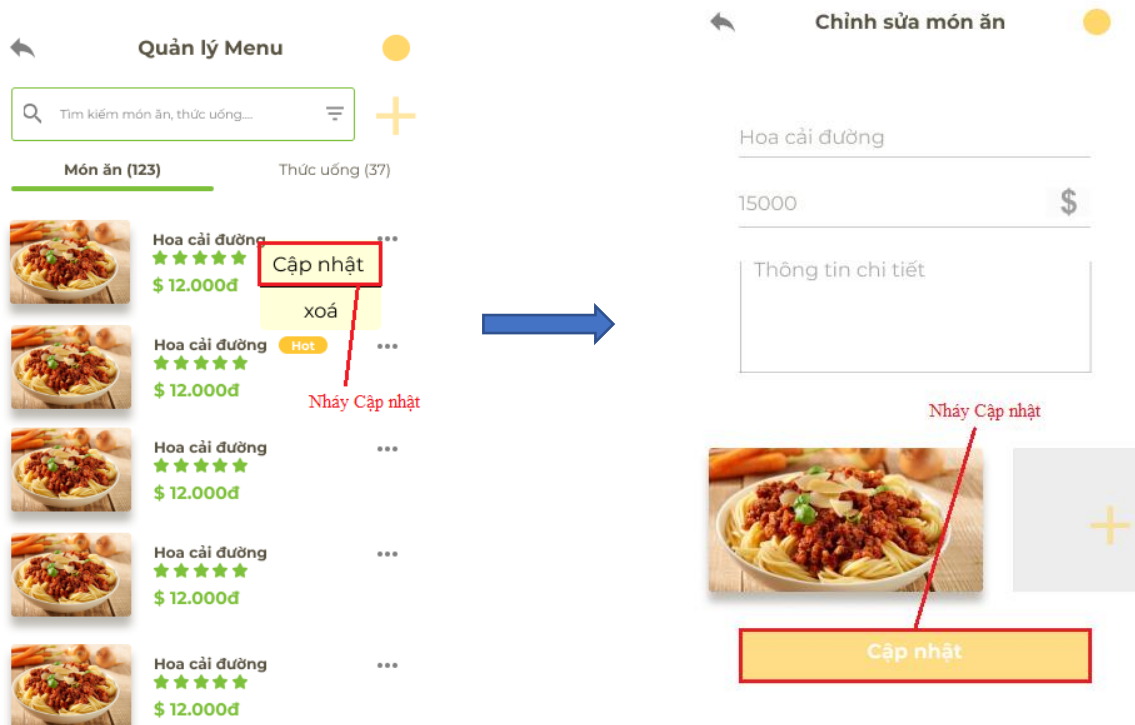 Quản lý Menu
Tìm kiếm món ăn, thức uống....
Món ăn (123)
Thức uống (37)
Hoa cải đường
$ 12.000đ
Cập nhật
xoá
Hoa cải đường
Hot
$ 12.000đ
Nháy Cập nhật
Hoa cải đường
$ 12.000đ
Hoa cải đường
$ 12.000đ
Hoa cải đường
$ 12.000đ
Chỉnh sửa món ăn
Hoa cải đường
15000
$
Thông tin chi tiết
Nháy Cập nhật
Cập nhật